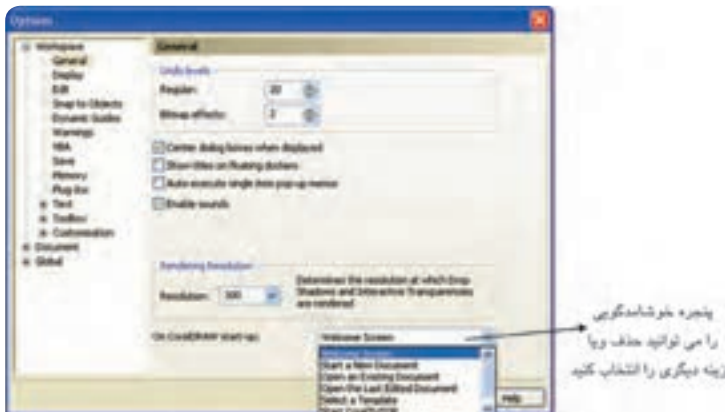 Options
Workspace
General
Display
Edit
Snap to Objects
Dynamic Guides
Warnings
VBA
Save
Memory
Plug-Ins
Text
Toolbox
Customization
Document
Global
General
Undo levels
Regular: 20
Bitmap effects: 2
Center dialog boxes when displayed
Show titles on floating dockers
Auto-execute single item pop-up menus
Enable sounds
Rendering Resolution
Resolution: 300
Determines the resolution at which Drop
Shadows and Interactive Transparencies
are rendered
On CorelDRAW start-up: Welcome Screen
Welcome Screen
Start a New Document
Open an Existing Document
Open the Last Edited Document
Select a Template
Help
پنجره خوشامدگویی
را می توانید حذف ویا
زینه دیگری را انتخاب کنید